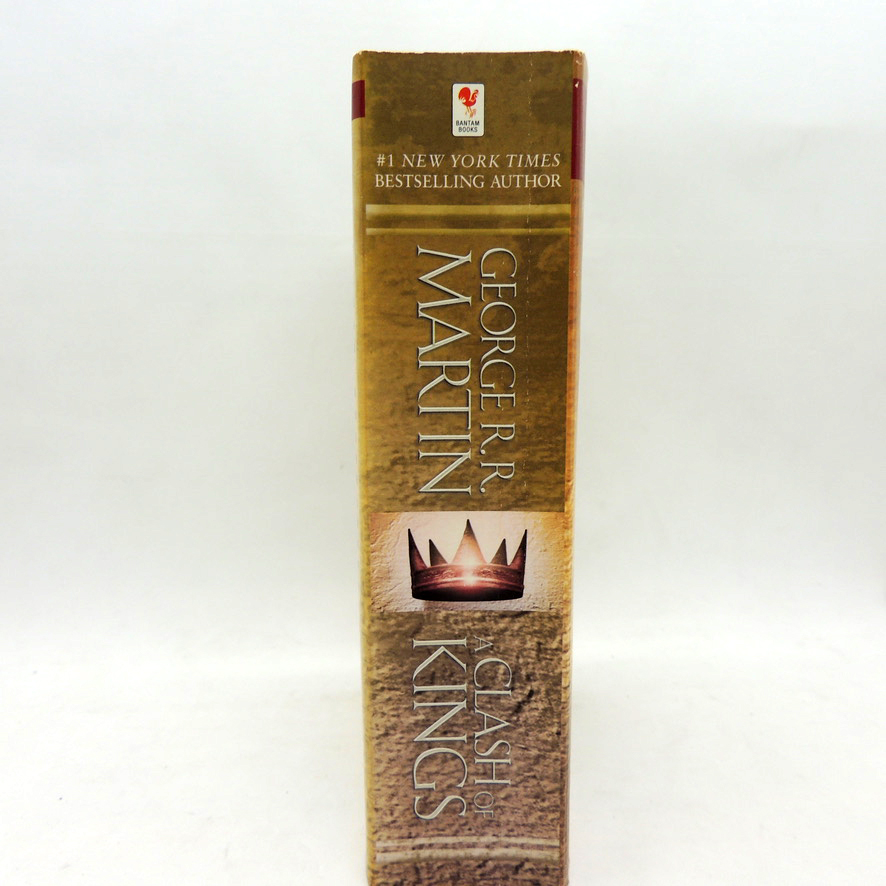 BANTAM
BOOKS
#1 NEW YORK TIMES
BESTSELLING AUTHOR
GEORGE R.R.
MARTIN
A CLASH OF
KINGS